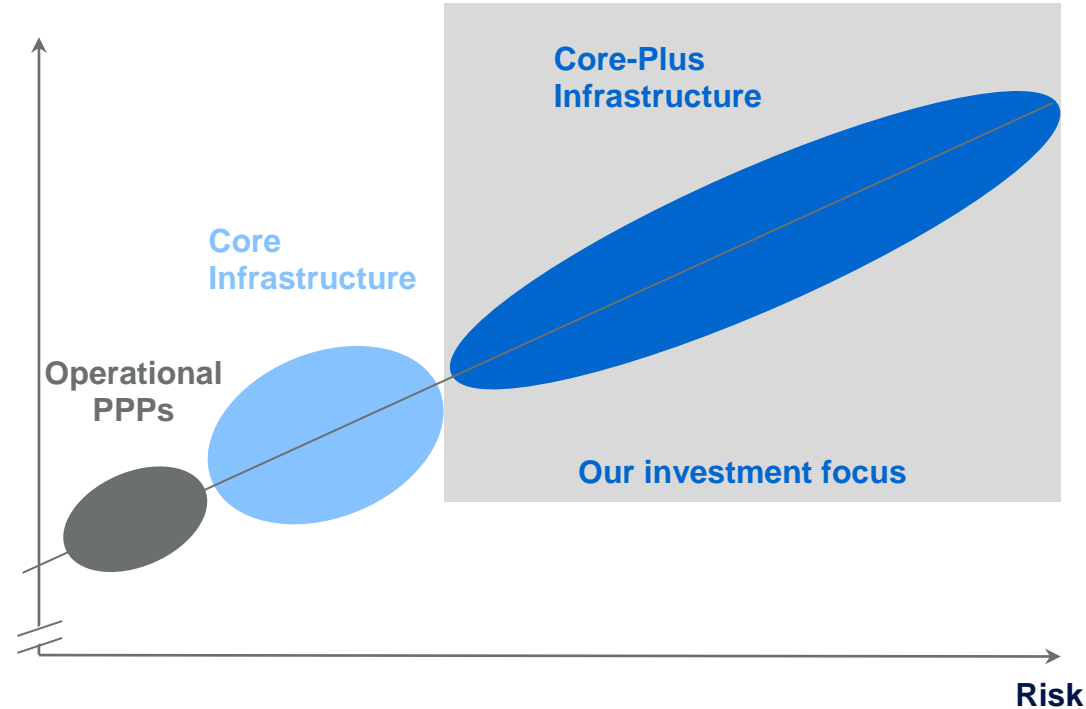 Core-Plus
Infrastructure
Core
Infrastructure
Operational
PPPs
Our investment focus
Risk